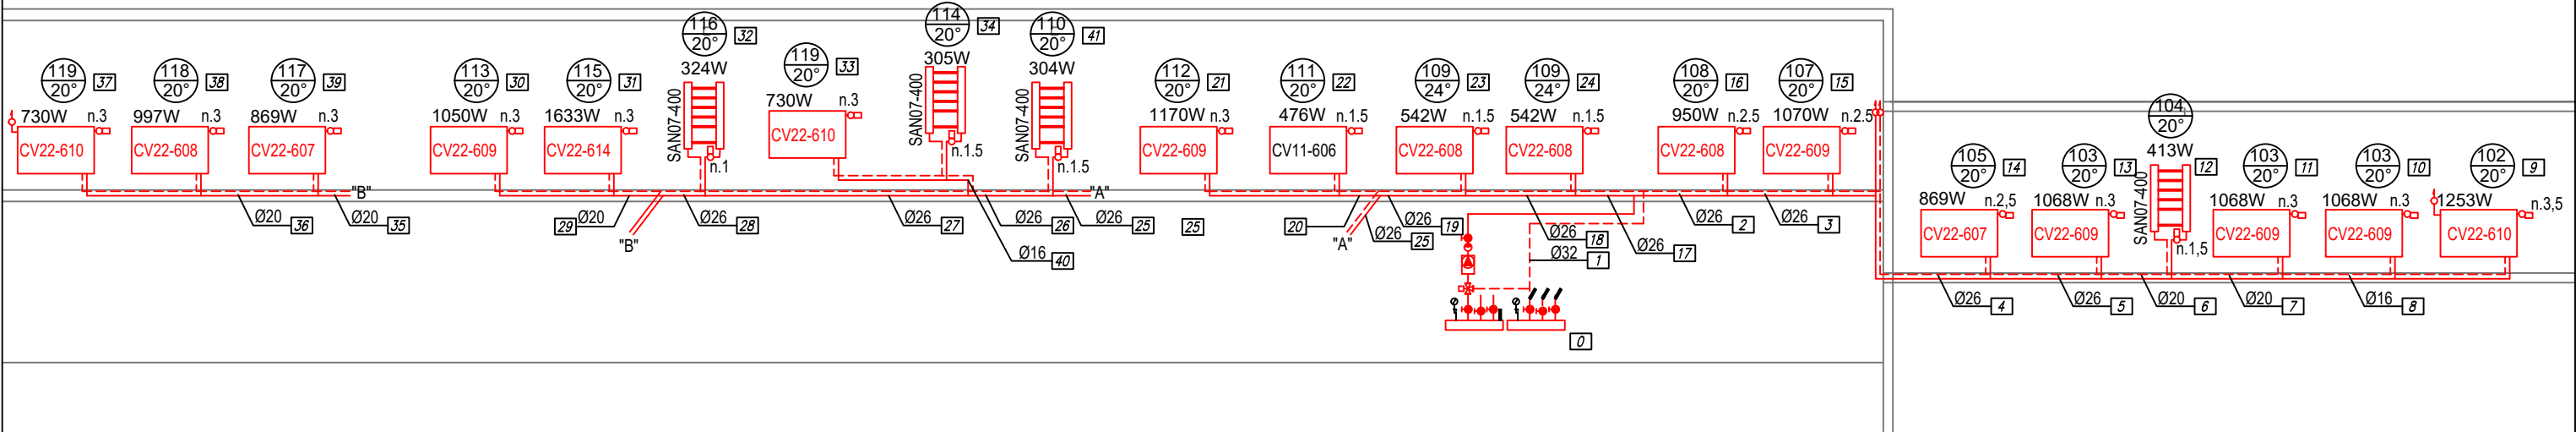 119 20° 37
730W n.3
CV22-610
118 20° 38
997W n.3
CV22-608
117 20° 39
869W n.3
CV22-607
"B"
Ø20 36
Ø20 35
113 20° 30
1050W n.3
CV22-609
115 20° 31
1633W n.3
CV22-614
116 20° 32
324W
SAN07-400
n.1
29 Ø20
"B"
Ø26 28
119 20° 33
730W n.3
CV22-610
114 20° 34
305W
SAN07-400
n.1.5
110 20° 41
304W
SAN07-400
n.1.5
"A"
Ø26 27
Ø26 26
Ø26 25
25
Ø16 40
112 20° 21
1170W n.3
CV22-609
111 20° 22
476W n.1.5
CV11-606
109 24° 23
542W n.1.5
CV22-608
109 24° 24
542W n.1.5
CV22-608
108 20° 16
950W n.2.5
CV22-608
107 20° 15
1070W n.2.5
CV22-609
20
"A"
Ø26 19
Ø26 25
Ø26 18
Ø32 1
Ø26 17
Ø26 2
Ø26 3
0
105 20° 14
869W n.2,5
CV22-607
103 20° 13
1068W n.3
CV22-609
104 20° 12
413W
SAN07-400
n.1,5
103 20° 11
1068W n.3
CV22-609
103 20° 10
1068W n.3
CV22-609
102 20° 9
1253W n.3,5
CV22-610
Ø26 4
Ø26 5
Ø20 6
Ø20 7
Ø16 8